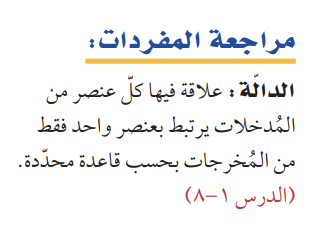 مراجعة المفردات:
الدالّة: علاقة فيها كلّ عنصر من
المُدخلات يرتبط بعنصر واحد فقط
من المُخرجات بحسب قاعدة محدّدة.
(الدرس ١–٨)